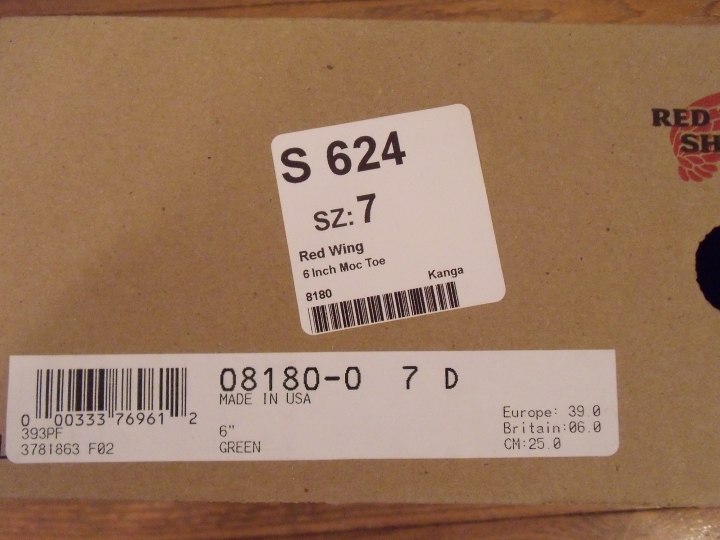 RED
SH
S 624
SZ: 7
Red Wing
6 Inch Moc Toe
8180 Kanga
08180-0 7 D
MADE IN USA
0 00333 76961 2
393PF
3781863 F02
6"
GREEN
Europe: 39.0
Britain:06.0
CM:25.0